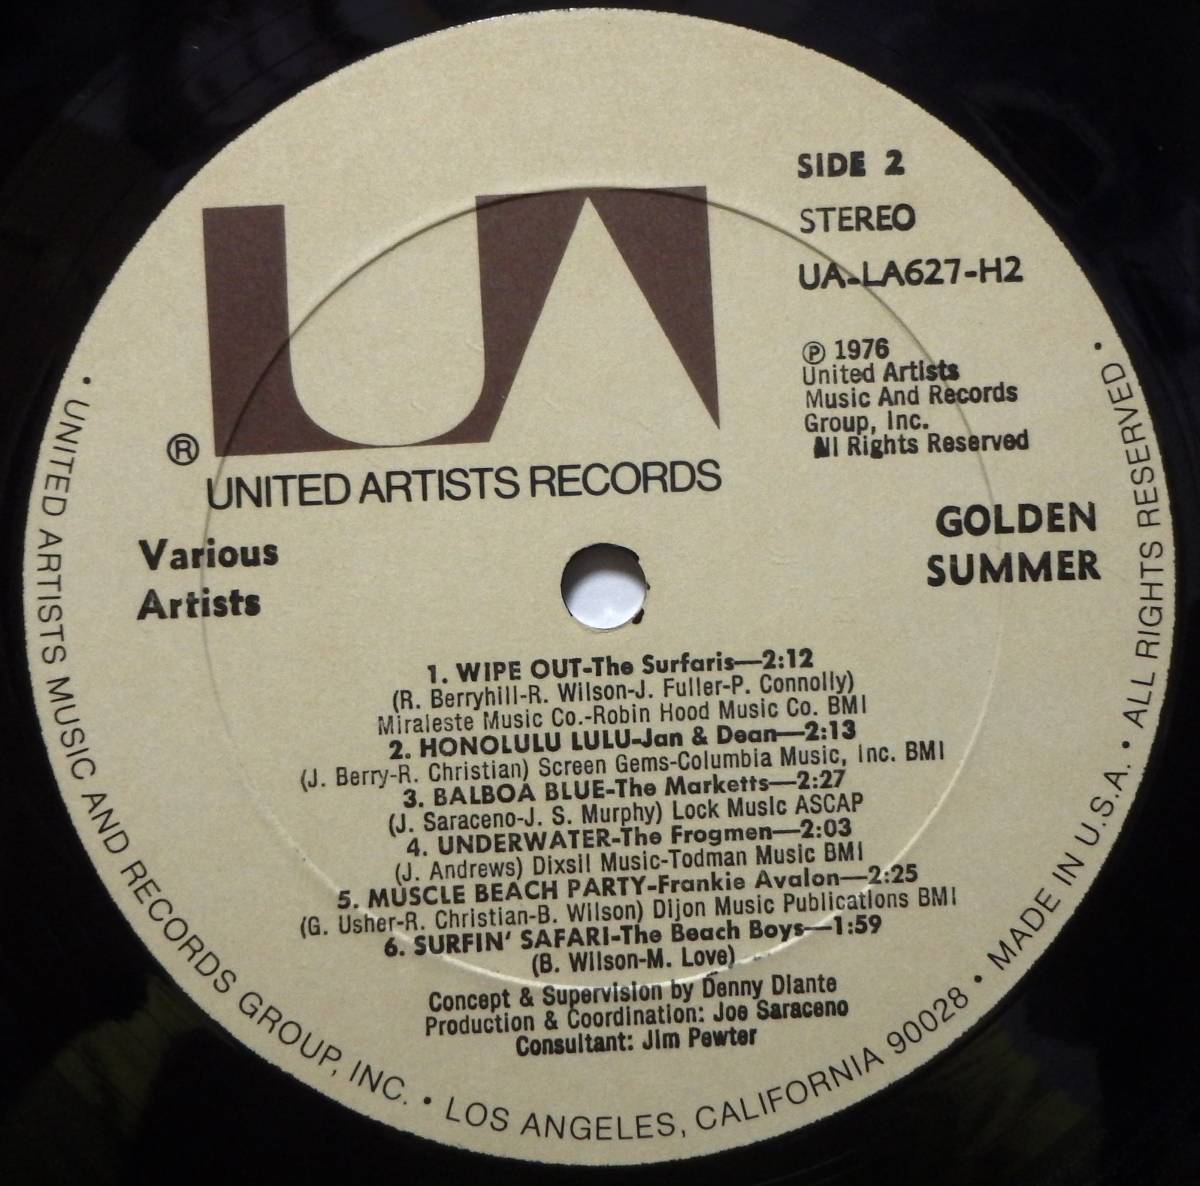 SIDE 2
STEREO
UA-LA627-H2
Ⓟ 1976
United Artists
Music And Records
Group, Inc.
All Rights Reserved
UA
®
UNITED ARTISTS RECORDS
Various
Artists
GOLDEN
SUMMER
1. WIPE OUT-The Surfaris—2:12
(R. Berryhill-R. Wilson-J. Fuller-P. Connolly)
Miraleste Music Co.-Robin Hood Music Co. BMI
2. HONOLULU LULU-Jan & Dean—2:13
(J. Berry-R. Christian) Screen Gems-Columbia Music, Inc. BMI
3. BALBOA BLUE-The Marketts—2:27
(J. Saraceno-J. S. Murphy) Lock Music ASCAP
4. UNDERWATER-The Frogmen—2:03
(J. Andrews) Dixsil Music-Todman Music BMI
5. MUSCLE BEACH PARTY-Frankie Avalon—2:25
(G. Usher-R. Christian-B. Wilson) Dijon Music Publications BMI
6. SURFIN' SAFARI-The Beach Boys—1:59
(B. Wilson-M. Love)
Concept & Supervision by Denny Diante
Production & Coordination: Joe Saraceno
Consultant: Jim Pewter
• UNITED ARTISTS MUSIC AND RECORDS GROUP, INC. • LOS ANGELES, CALIFORNIA 90028 • MADE IN U.S.A. • ALL RIGHTS RESERVED •